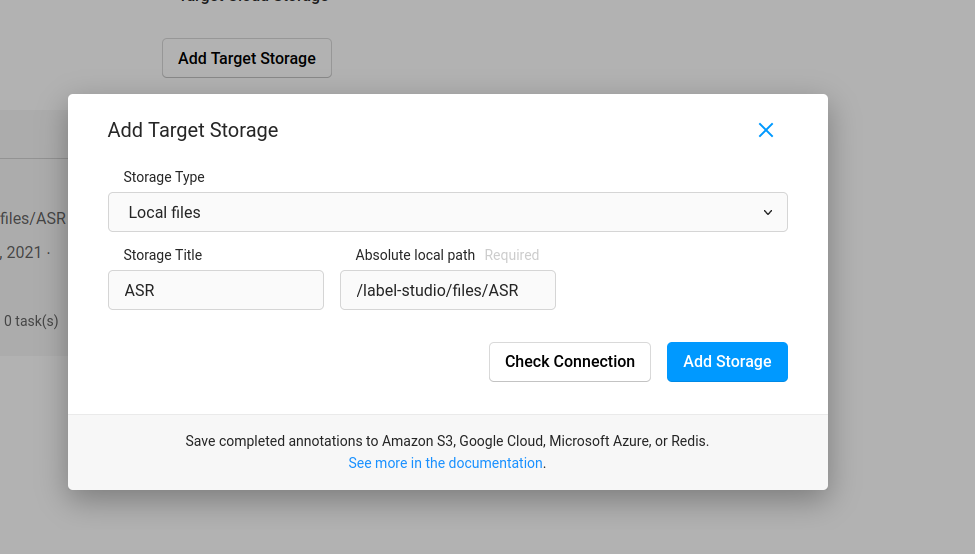 Target Cloud Storage
Add Target Storage
Add Target Storage
Storage Type
Local files
Storage Title
Absolute local path Required
ASR
/label-studio/files/ASR
Check Connection
Add Storage
Save completed annotations to Amazon S3, Google Cloud, Microsoft Azure, or Redis.
See more in the documentation.
files/ASR
, 2021 ·
0 task(s)